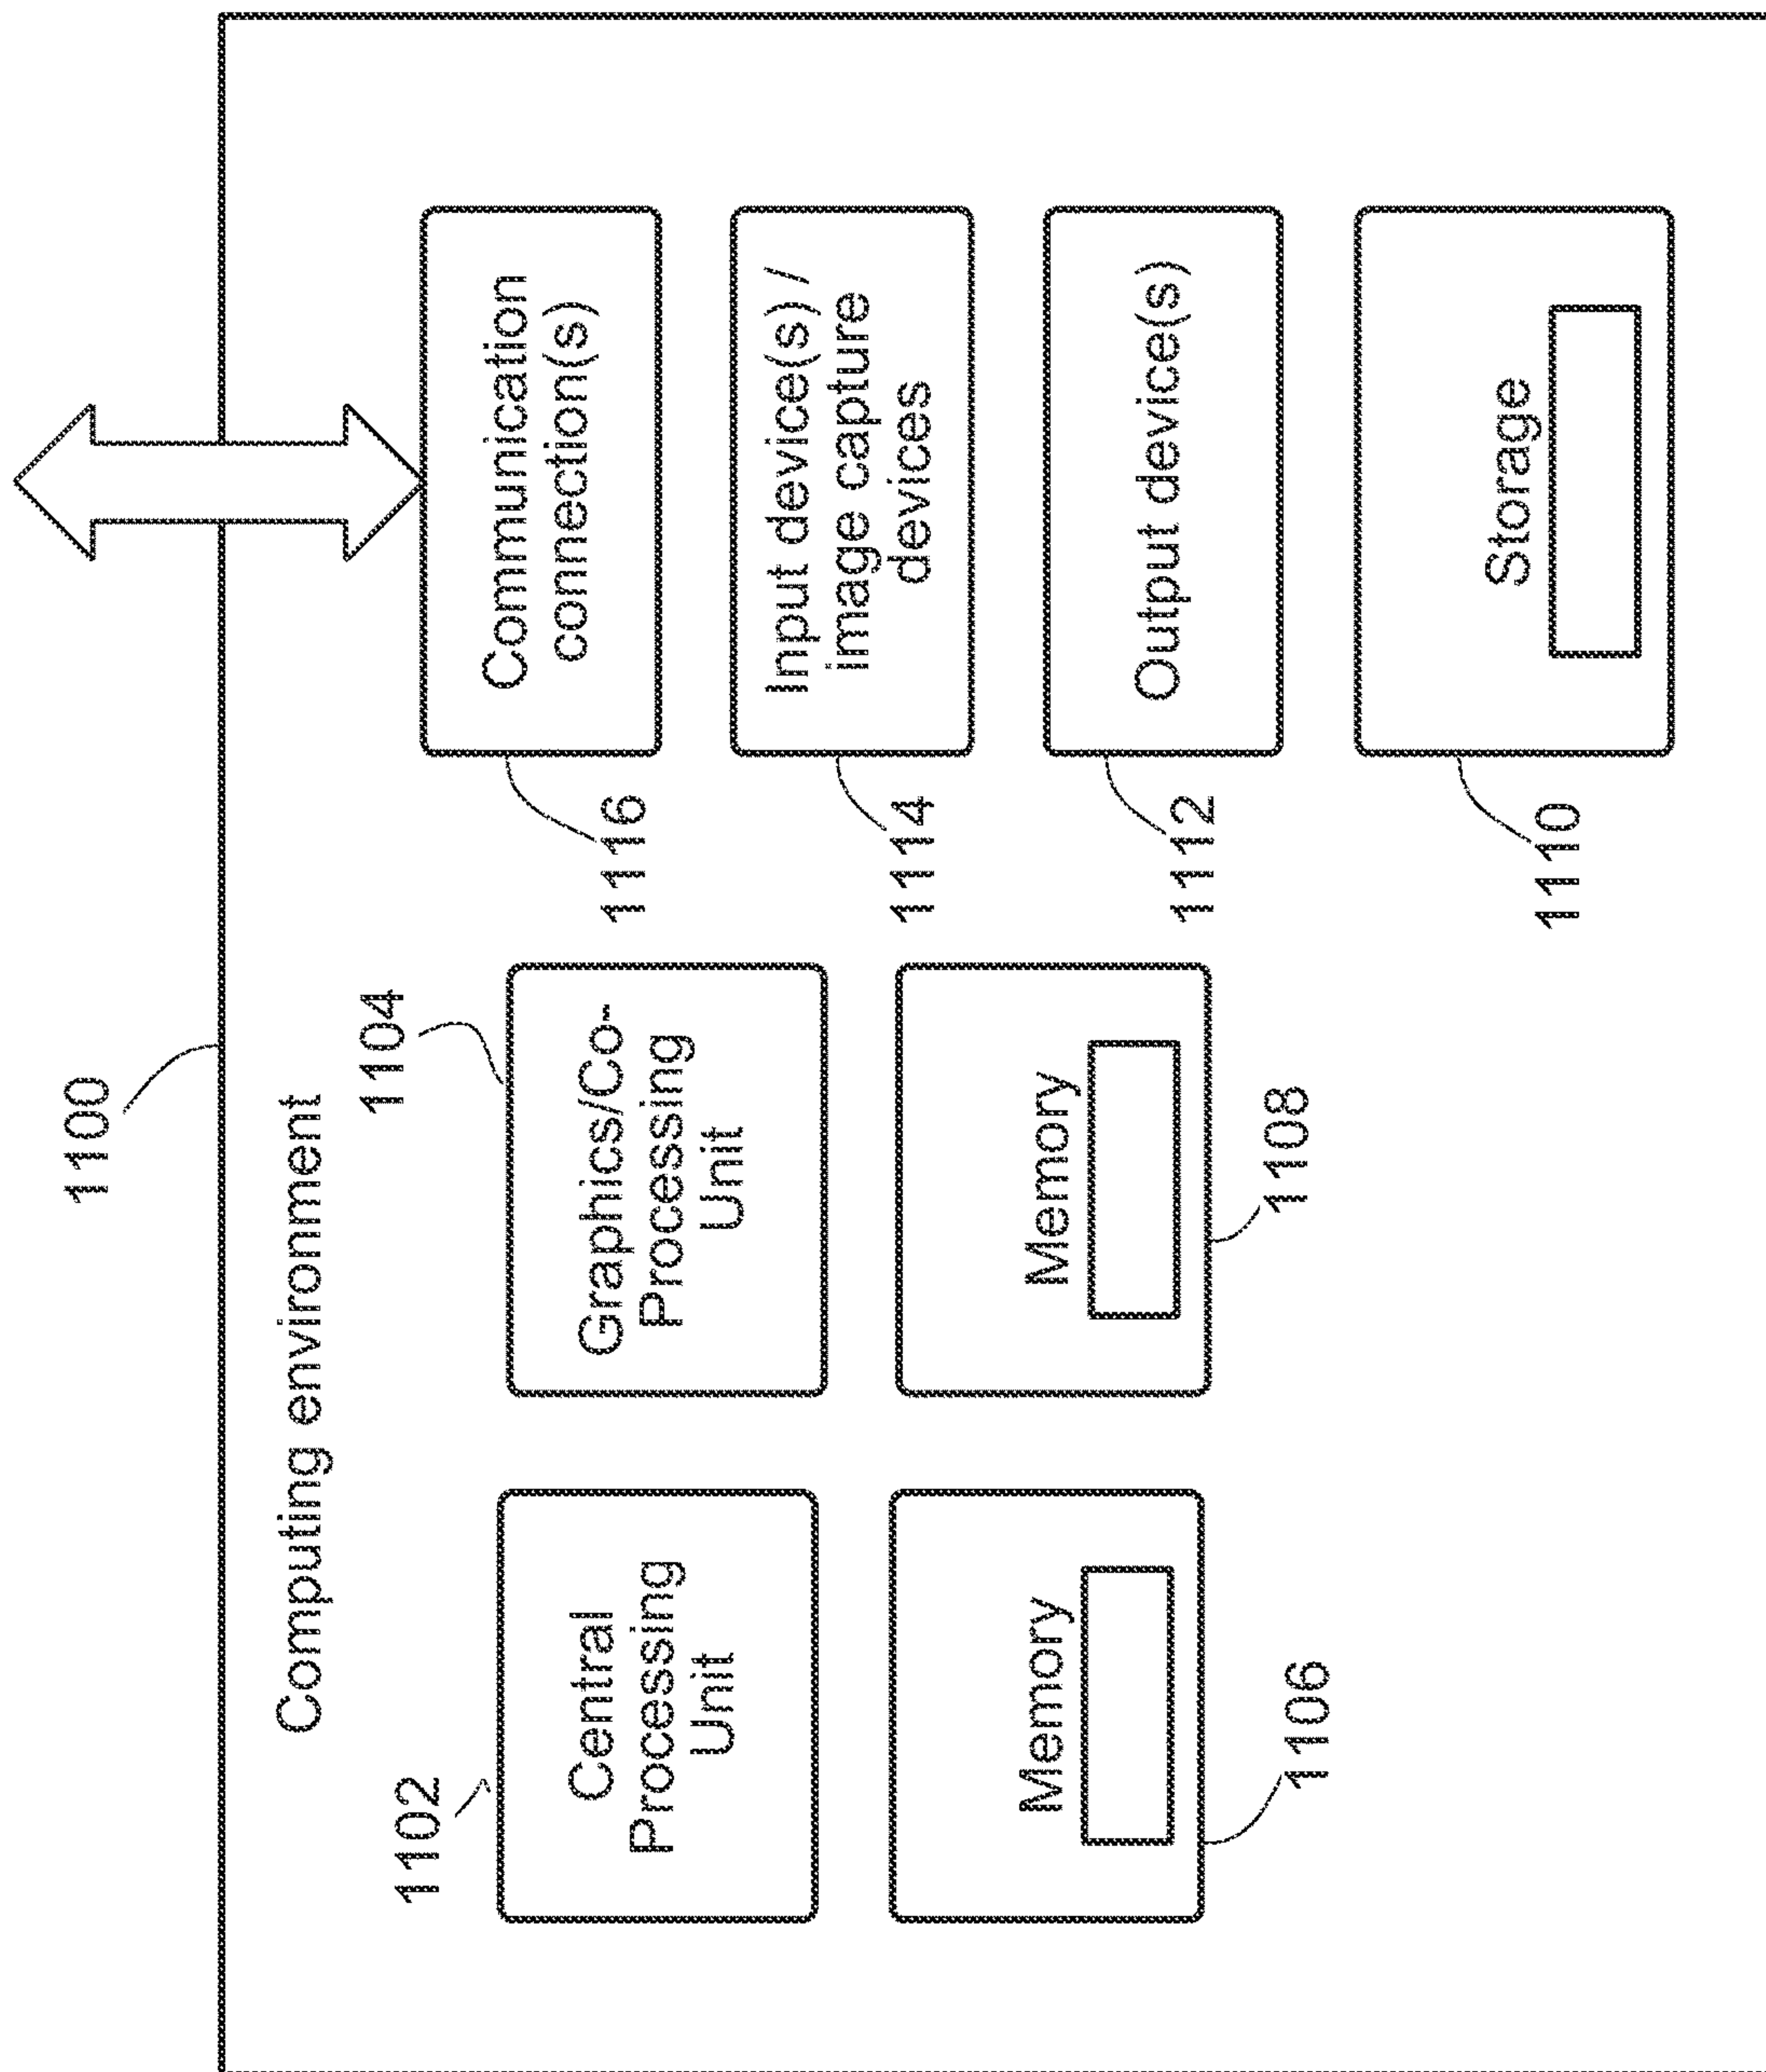 1100
Computing environment
1102
Central
Processing
Unit
1104
Graphics/Co-
Processing
Unit
Memory
1106
Memory
1108
Communication
connection(s)
1116
Input device(s) /
image capture
devices
1114
Output device(s)
1112
Storage
1110